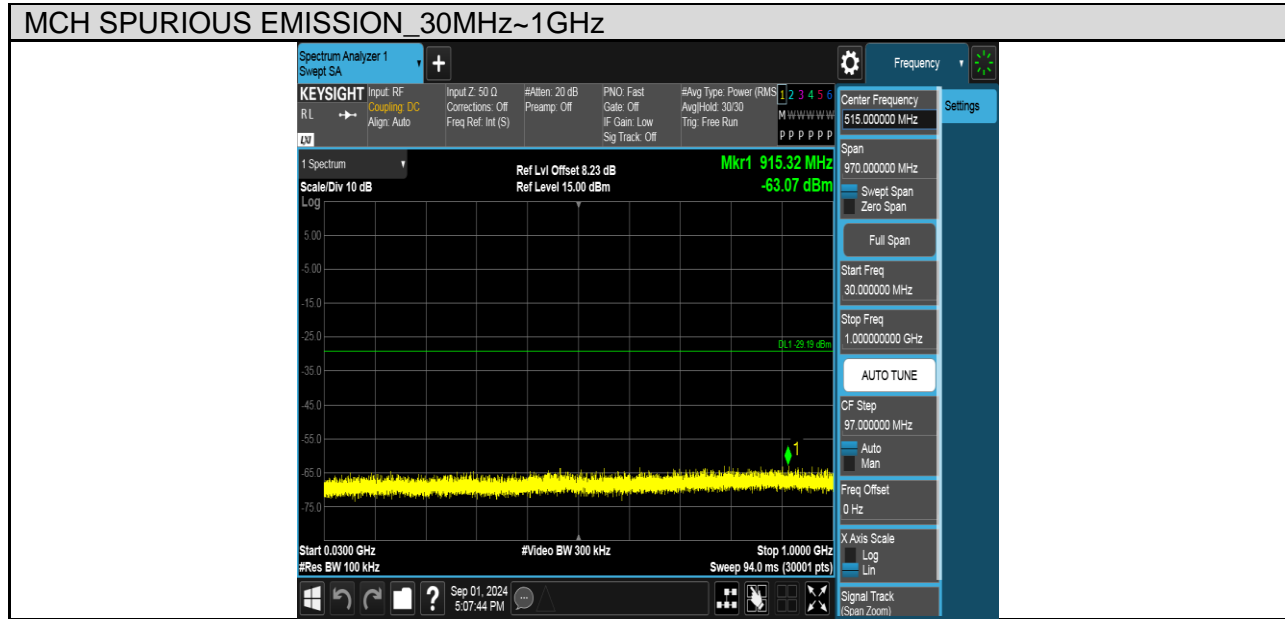 MCH SPURIOUS EMISSION_30MHz~1GHz
Spectrum Analyzer 1
Swept SA
+
Frequency
KEYSIGHT
RL
LXI
Input: RF
Coupling: DC
Align: Auto
Input Z: 50 Ω
Corrections: Off
Freq Ref: Int (S)
#Atten: 20 dB
Preamp: Off
PNO: Fast
Gate: Off
IF Gain: Low
Sig Track: Off
#Avg Type: Power (RMS
Avg|Hold: 30/30
Trig: Free Run
1 2 3 4 5 6
M W W W W W
P P P P P P
1 Spectrum
Scale/Div 10 dB
Ref Lvl Offset 8.23 dB
Ref Level 15.00 dBm
Mkr1 915.32 MHz
-63.07 dBm
Log
5.00
-5.00
-15.0
-25.0
DL1 -29.19 dBm
-35.0
-45.0
-55.0
1
-65.0
-75.0
Start 0.0300 GHz
#Video BW 300 kHz
Stop 1.0000 GHz
#Res BW 100 kHz
Sweep 94.0 ms (30001 pts)
?
Sep 01, 2024
5:07:44 PM
Center Frequency
515.000000 MHz
Settings
Span
970.000000 MHz
Swept Span
Zero Span
Full Span
Start Freq
30.000000 MHz
Stop Freq
1.000000000 GHz
AUTO TUNE
CF Step
97.000000 MHz
Auto
Man
Freq Offset
0 Hz
X Axis Scale
Log
Lin
Signal Track
(Span Zoom)